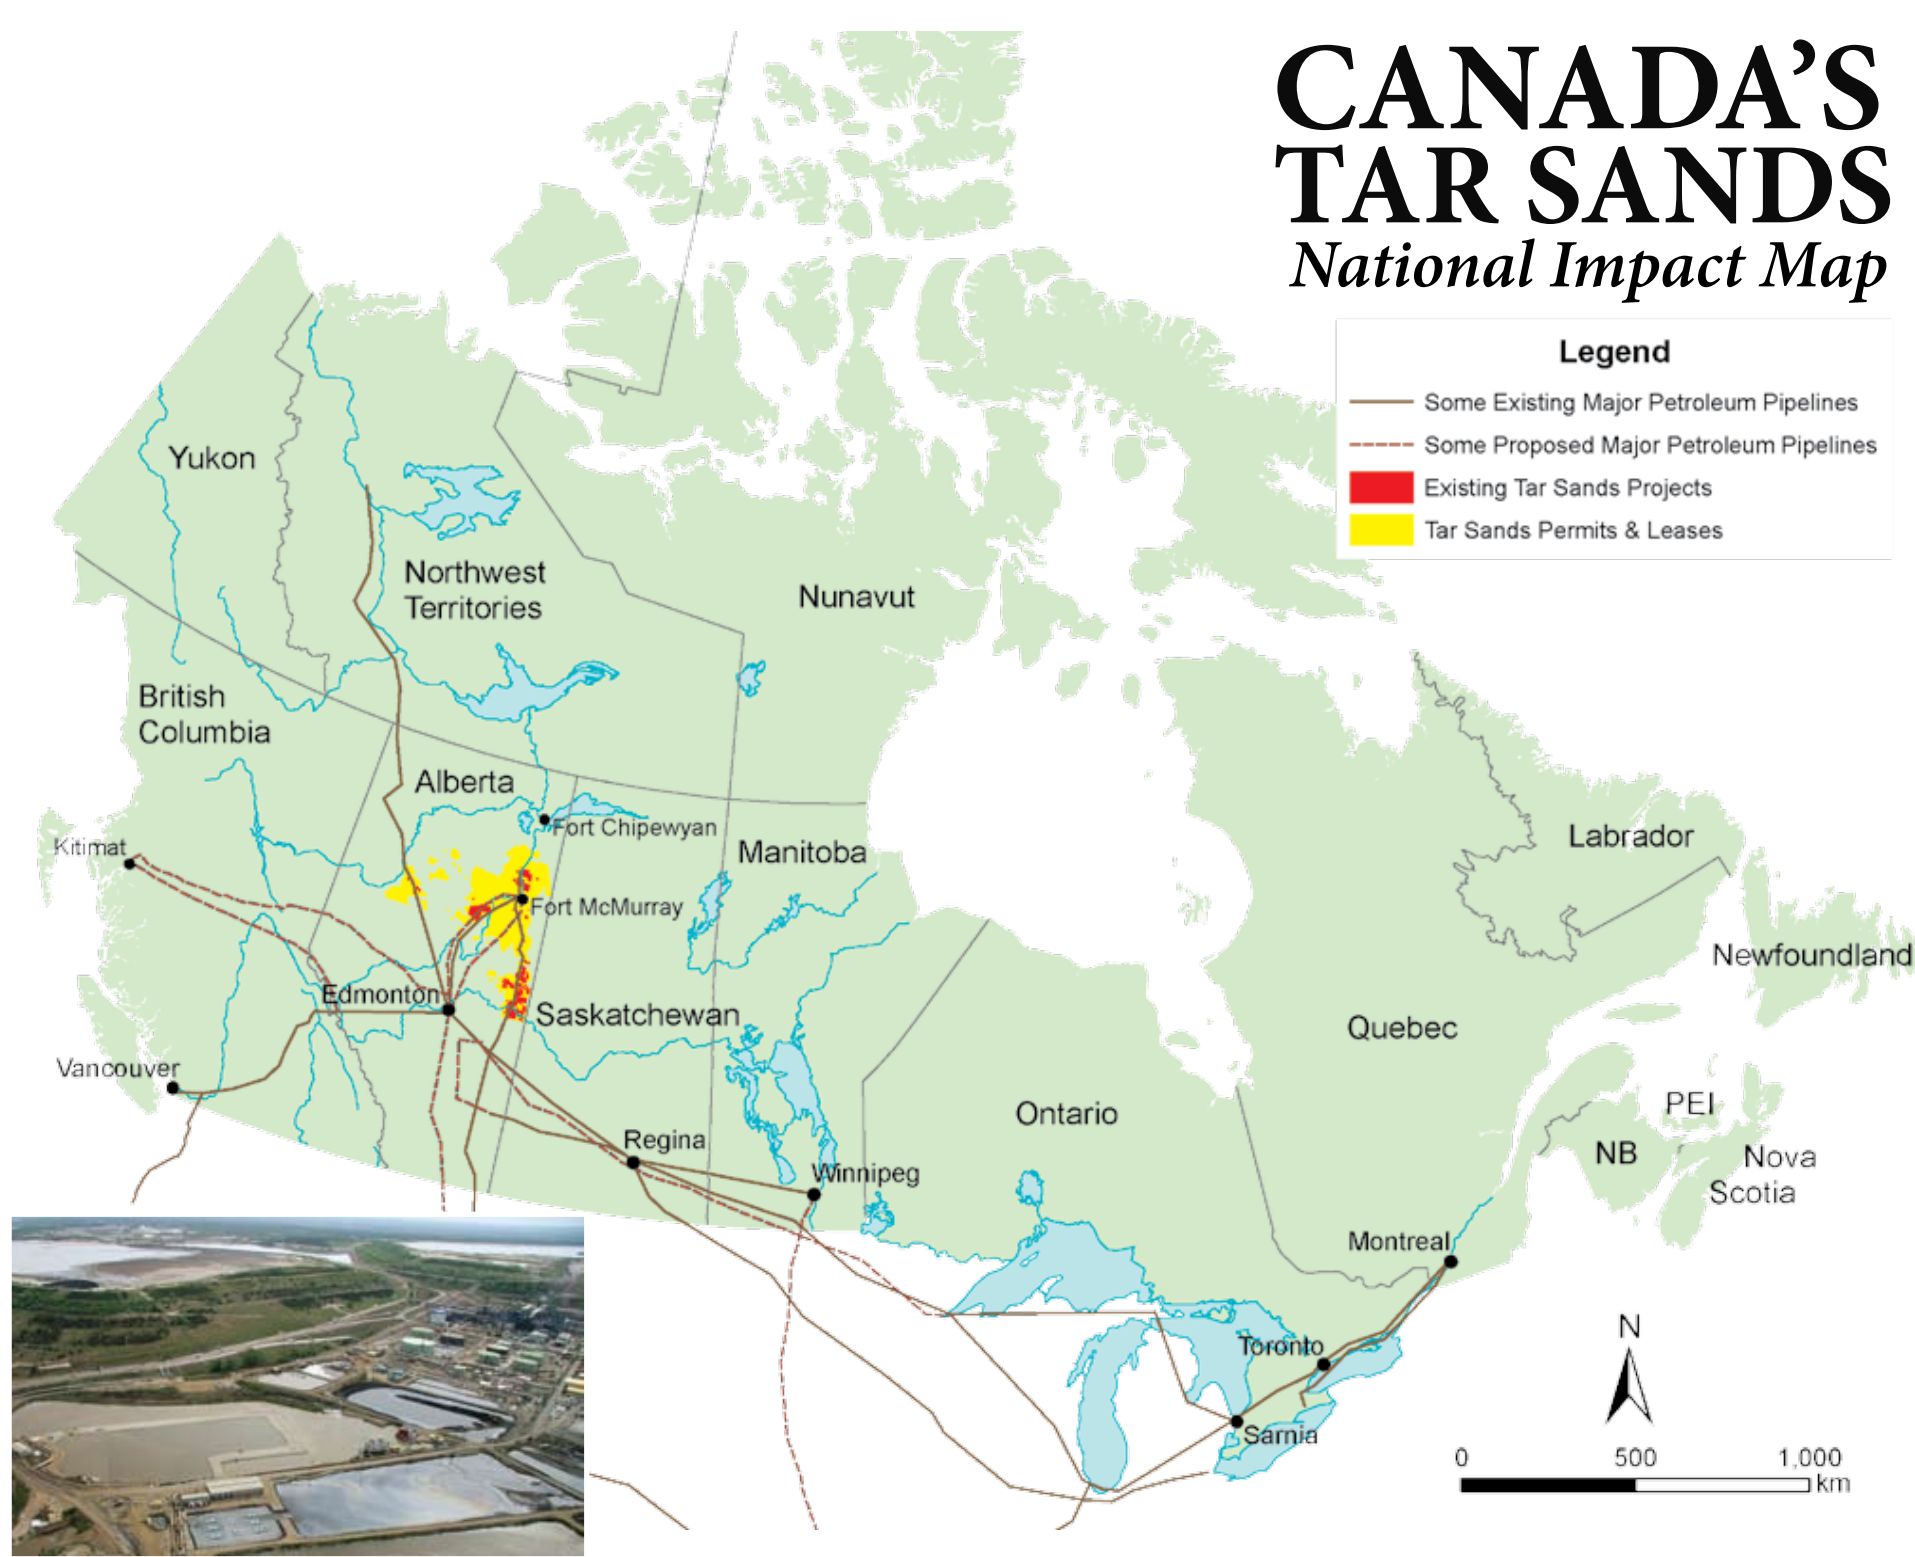 CANADA'S
TAR SANDS
National Impact Map
Legend
Some Existing Major Petroleum Pipelines
Some Proposed Major Petroleum Pipelines
Existing Tar Sands Projects
Tar Sands Permits & Leases
Yukon
Northwest
Territories
Nunavut
British
Columbia
Alberta
Fort Chipewyan
Kitimat
Manitoba
Labrador
Fort McMurray
Newfoundland
Edmonton
Saskatchewan
Quebec
Vancouver
Ontario
PEI
Regina
NB
Nova
Scotia
Winnipeg
Montreal
Toronto
Sarnia
N
0 500 1,000
km